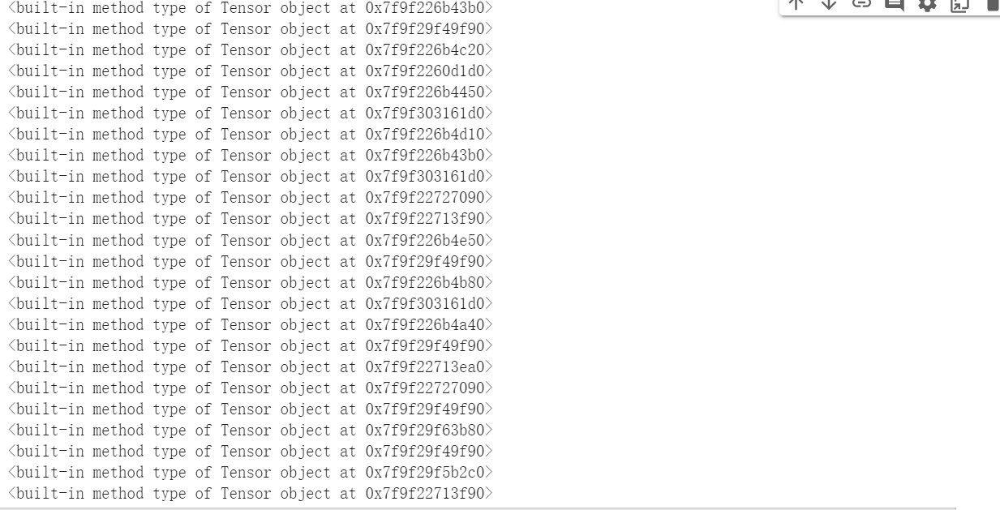 <built-in method type of Tensor object at 0x7f9f226b43b0>
<built-in method type of Tensor object at 0x7f9f29f49f90>
<built-in method type of Tensor object at 0x7f9f226b4c20>
<built-in method type of Tensor object at 0x7f9f2260d1d0>
<built-in method type of Tensor object at 0x7f9f226b4450>
<built-in method type of Tensor object at 0x7f9f303161d0>
<built-in method type of Tensor object at 0x7f9f226b4d10>
<built-in method type of Tensor object at 0x7f9f226b43b0>
<built-in method type of Tensor object at 0x7f9f303161d0>
<built-in method type of Tensor object at 0x7f9f22727090>
<built-in method type of Tensor object at 0x7f9f22713f90>
<built-in method type of Tensor object at 0x7f9f226b4e50>
<built-in method type of Tensor object at 0x7f9f29f49f90>
<built-in method type of Tensor object at 0x7f9f226b4b80>
<built-in method type of Tensor object at 0x7f9f303161d0>
<built-in method type of Tensor object at 0x7f9f226b4a40>
<built-in method type of Tensor object at 0x7f9f29f49f90>
<built-in method type of Tensor object at 0x7f9f22713ea0>
<built-in method type of Tensor object at 0x7f9f22727090>
<built-in method type of Tensor object at 0x7f9f29f49f90>
<built-in method type of Tensor object at 0x7f9f29f63b80>
<built-in method type of Tensor object at 0x7f9f29f49f90>
<built-in method type of Tensor object at 0x7f9f29f5b2c0>
<built-in method type of Tensor object at 0x7f9f22713f90>